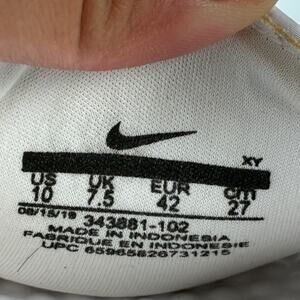 XY
US UK EUR cm
10 7.5 42 27
08/15/19 343881-102
MADE IN INDONESIA
FABRIQUE EN INDONESIE
UPC 65965826731215